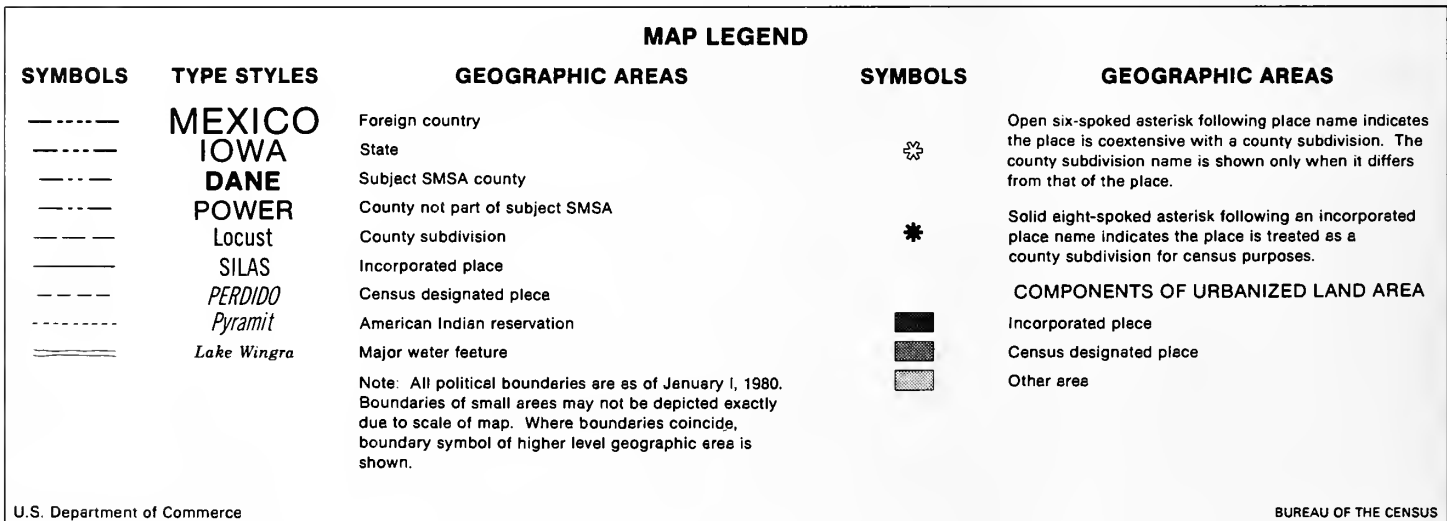 MAP LEGEND
SYMBOLS TYPE STYLES GEOGRAPHIC AREAS
MEXICO Foreign country
IOWA State
DANE Subject SMSA county
POWER County not part of subject SMSA
Locust County subdivision
SILAS Incorporated place
PERDIDO Census designated plece
Pyramit American Indian reservation
Lake Wingra Major water feeture
Note: All political boundaries are as of Jenuary I, 1980.
Boundaries of small arees may not be depicted exactly
due to scale of map. Where boundaries coincide,
boundary symbol of higher level geographic aree is
shown.
SYMBOLS GEOGRAPHIC AREAS
Open six-spoked asterisk following place name indicates
the place is coextensive with a county subdivision. The
county subdivision name is shown only when it differs
from that of the place.
Solid eight-spoked asterisk following an incorporated
place name indicates the place is treated as a
county subdivision for census purposes.
COMPONENTS OF URBANIZED LAND AREA
Incorporated place
Census designated place
Other area
U.S. Department of Commerce
BUREAU OF THE CENSUS